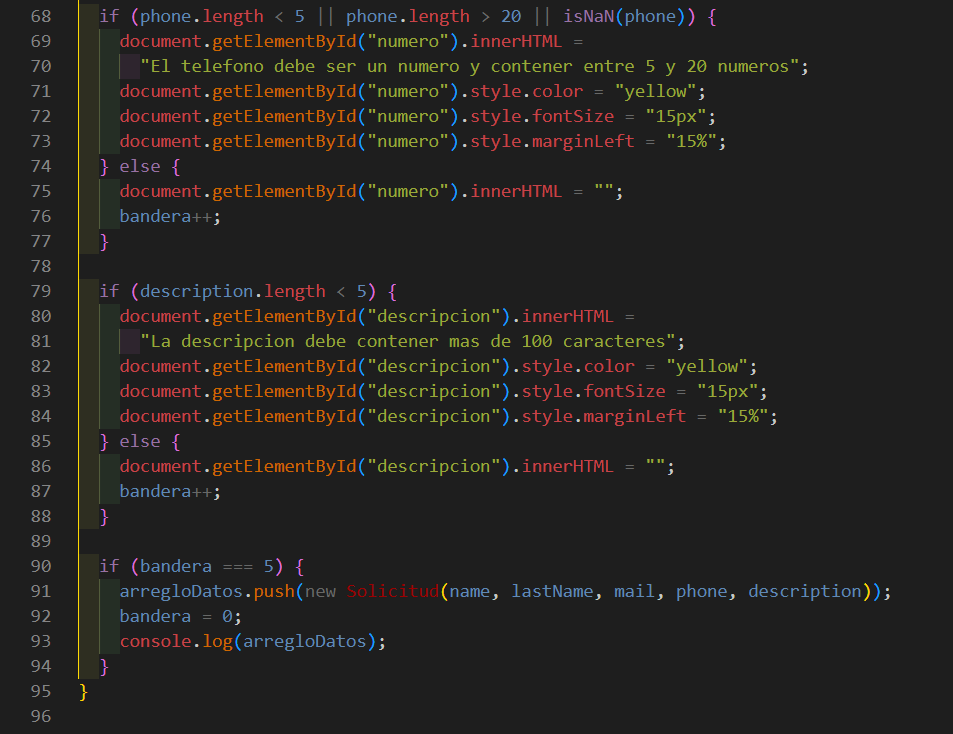 68 if (phone.length < 5 || phone.length > 20 || isNaN(phone)) {
69 document.getElementById("numero").innerHTML =
70 "El telefono debe ser un numero y contener entre 5 y 20 numeros";
71 document.getElementById("numero").style.color = "yellow";
72 document.getElementById("numero").style.fontSize = "15px";
73 document.getElementById("numero").style.marginLeft = "15%";
74 } else {
75 document.getElementById("numero").innerHTML = "";
76 bandera++;
77 }
78
79 if (description.length < 5) {
80 document.getElementById("descripcion").innerHTML =
81 "La descripcion debe contener mas de 100 caracteres";
82 document.getElementById("descripcion").style.color = "yellow";
83 document.getElementById("descripcion").style.fontSize = "15px";
84 document.getElementById("descripcion").style.marginLeft = "15%";
85 } else {
86 document.getElementById("descripcion").innerHTML = "";
87 bandera++;
88 }
89
90 if (bandera === 5) {
91 arregloDatos.push(new Solicitud(name, lastName, mail, phone, description));
92 bandera = 0;
93 console.log(arregloDatos);
94 }
95 }
96